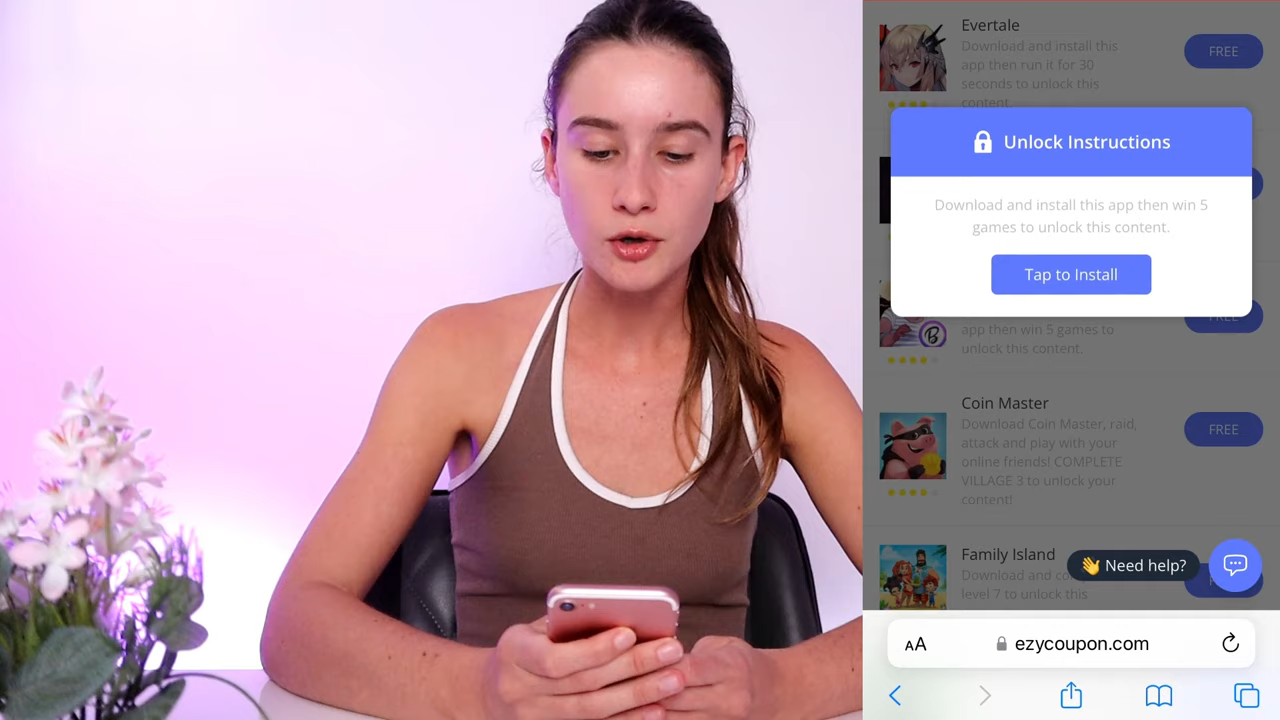 Evertale
Download and install this
app then run it for 30
seconds to unlock this
content.
FREE
Unlock Instructions
Download and install this app then win 5
games to unlock this content.
Tap to Install
FREE
B
app then win 5 games to
unlock this content.
Coin Master
Download Coin Master, raid,
attack and play with your
online friends! COMPLETE
VILLAGE 3 to unlock your
content!
FREE
Family Island
Download and
level 7 to unlock this
👋 Need help?
AA
ezycoupon.com